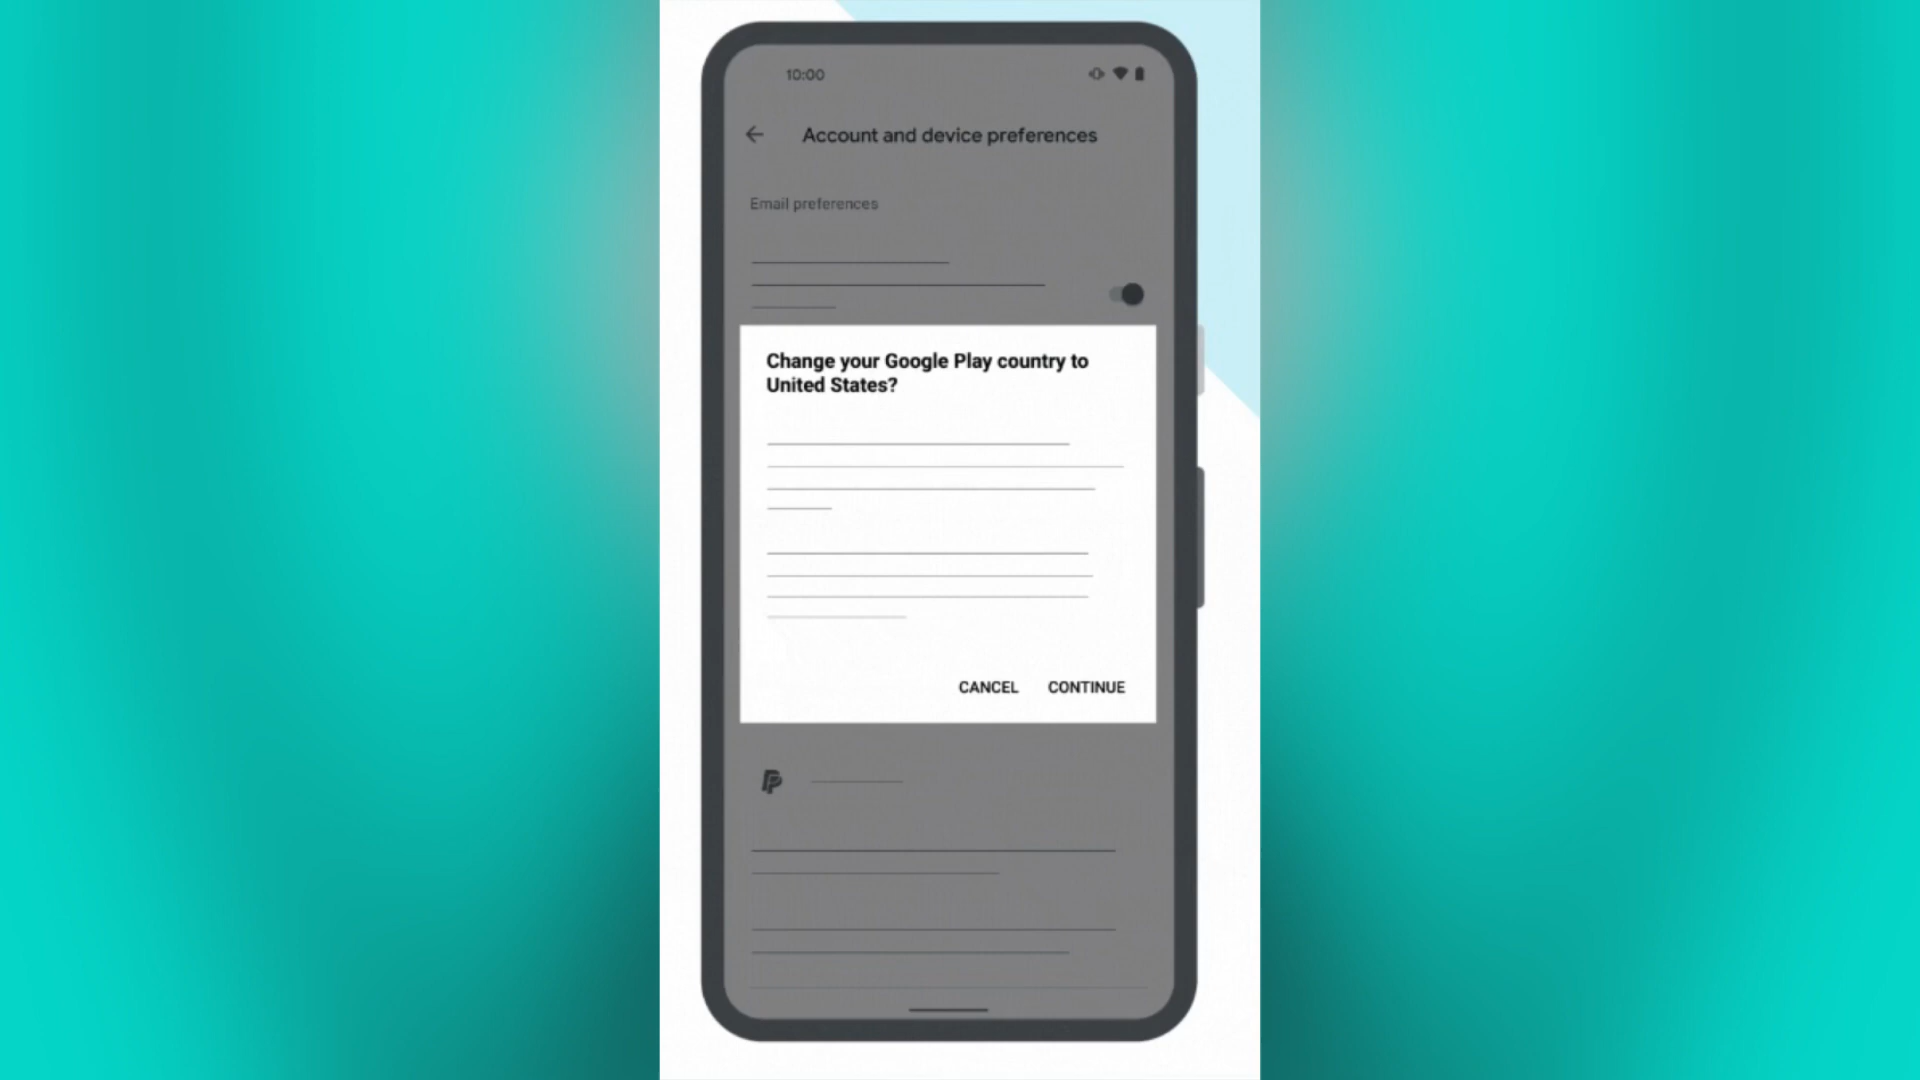 10:00
Account and device preferences
Email preferences
Change your Google Play country to
United States?
CANCEL CONTINUE